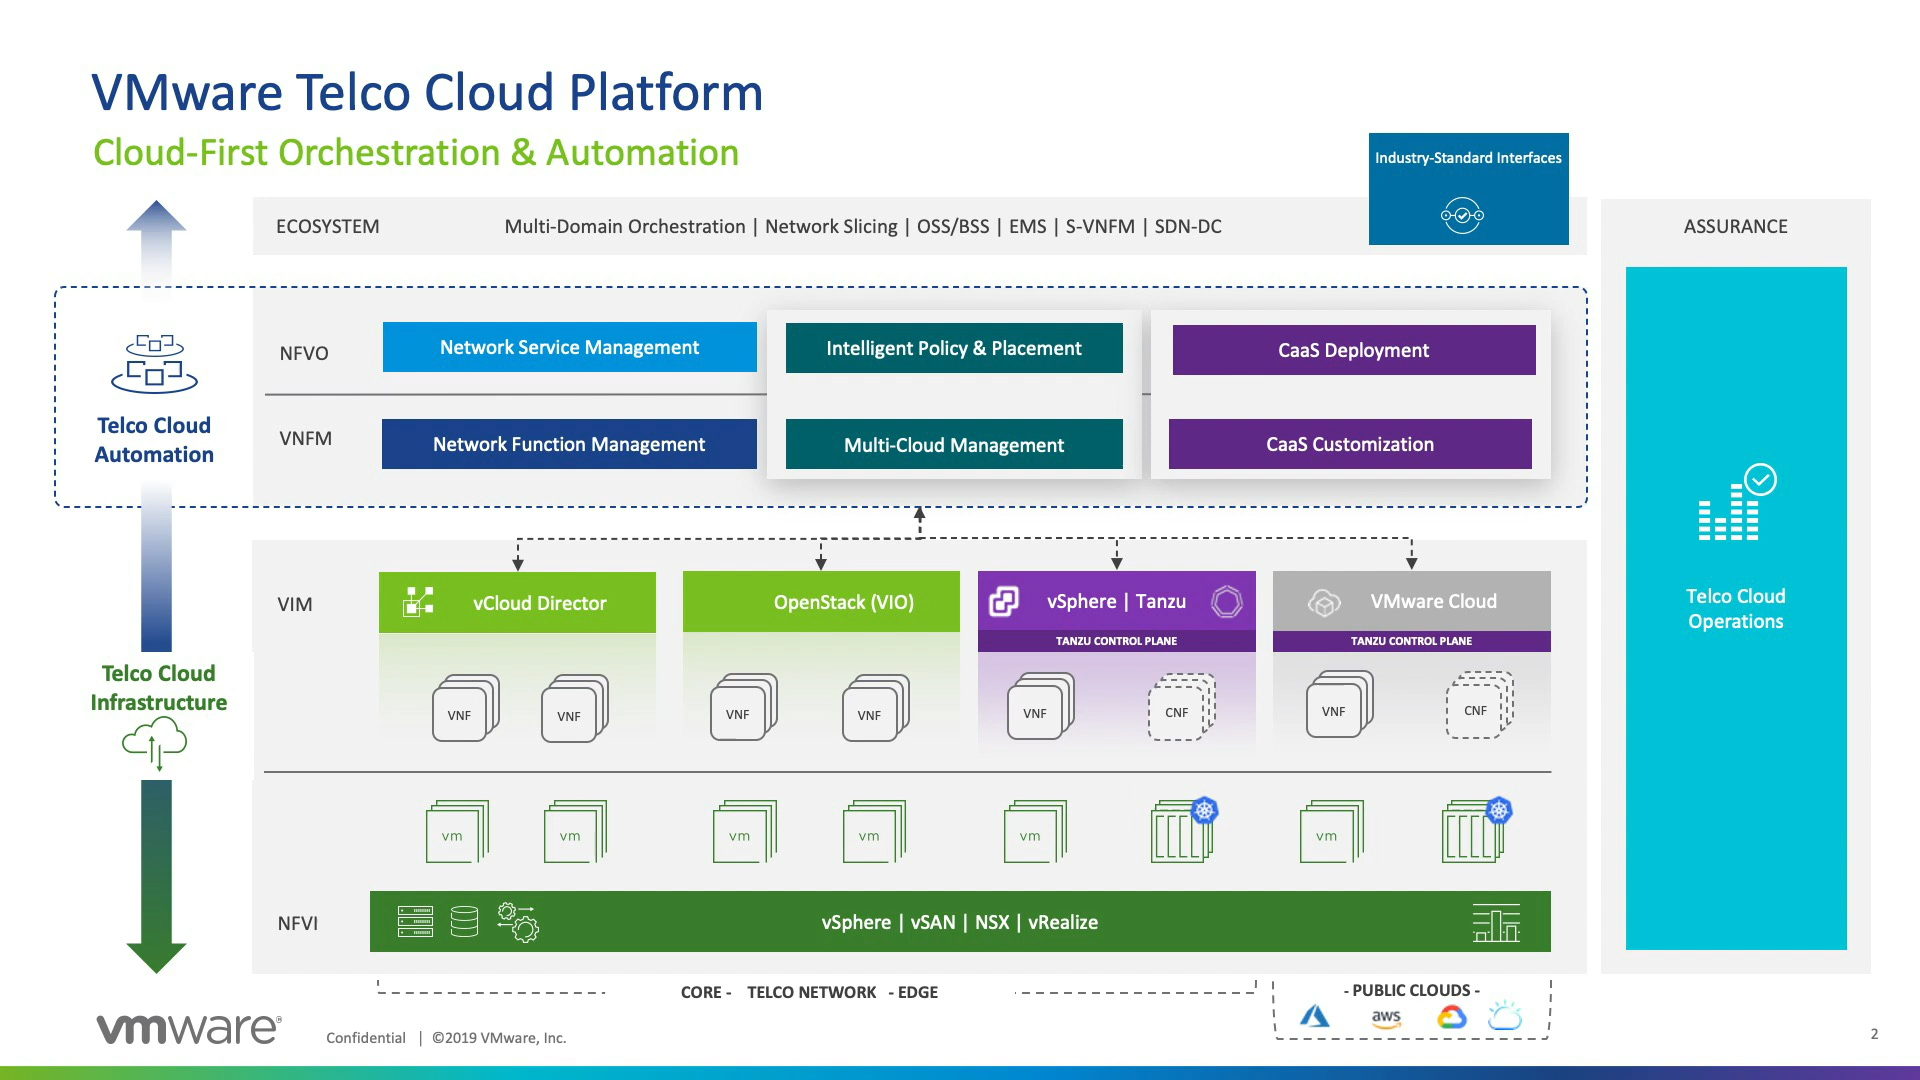 VMware Telco Cloud Platform
Cloud-First Orchestration & Automation
Industry-Standard Interfaces
ECOSYSTEM
Multi-Domain Orchestration | Network Slicing | OSS/BSS | EMS | S-VNFM | SDN-DC
ASSURANCE
NFVO
Network Service Management
Intelligent Policy & Placement
CaaS Deployment
Telco Cloud
Automation
VNFM
Network Function Management
Multi-Cloud Management
CaaS Customization
Telco Cloud
Operations
VIM
vCloud Director
OpenStack (VIO)
vSphere | Tanzu
VMware Cloud
TANZU CONTROL PLANE
TANZU CONTROL PLANE
Telco Cloud
Infrastructure
VNF
VNF
VNF
VNF
VNF
CNF
VNF
CNF
vm
vm
vm
vm
vm
vm
NFVI
vSphere | vSAN | NSX | vRealize
CORE - TELCO NETWORK - EDGE
- PUBLIC CLOUDS -
aws
vmware®
Confidential | ©2019 VMware, Inc.
2